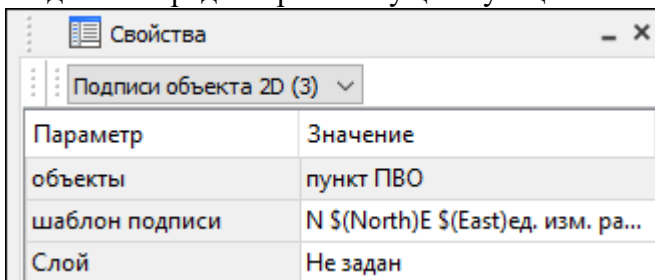 Свойства
Подписи объекта 2D (3)
Параметр Значение
объекты пункт ПВО
шаблон подписи N $(North)E $(East)ед. изм. ра...
Слой Не задан